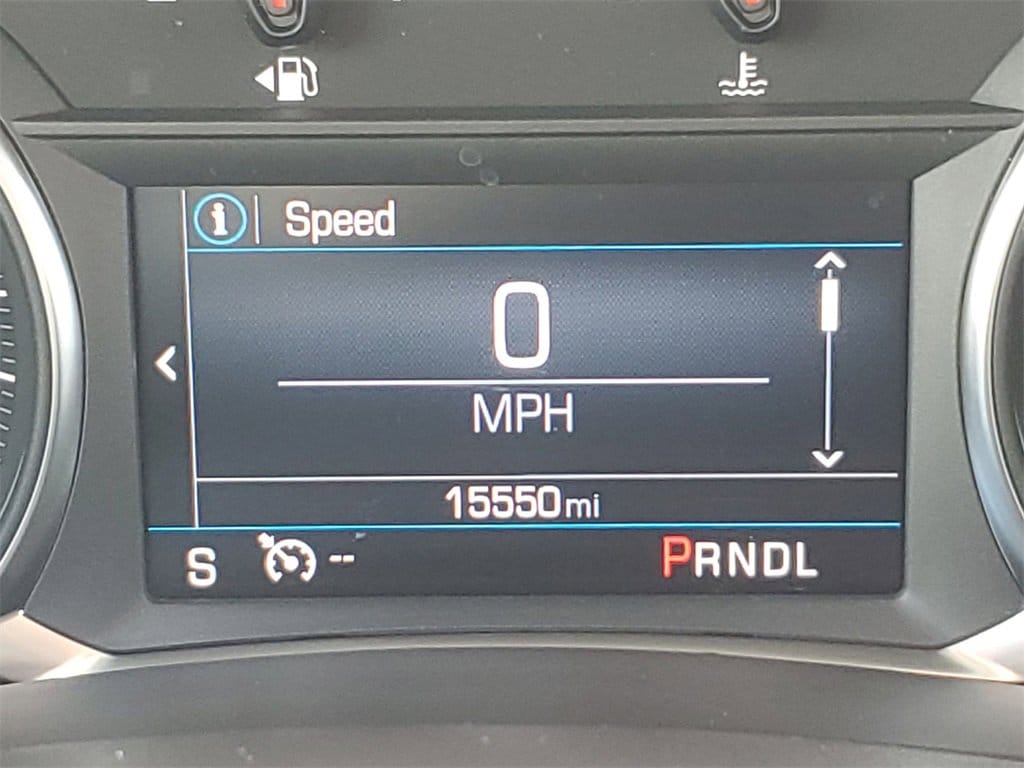 i Speed
0
MPH
15550mi
S -- PRNDL